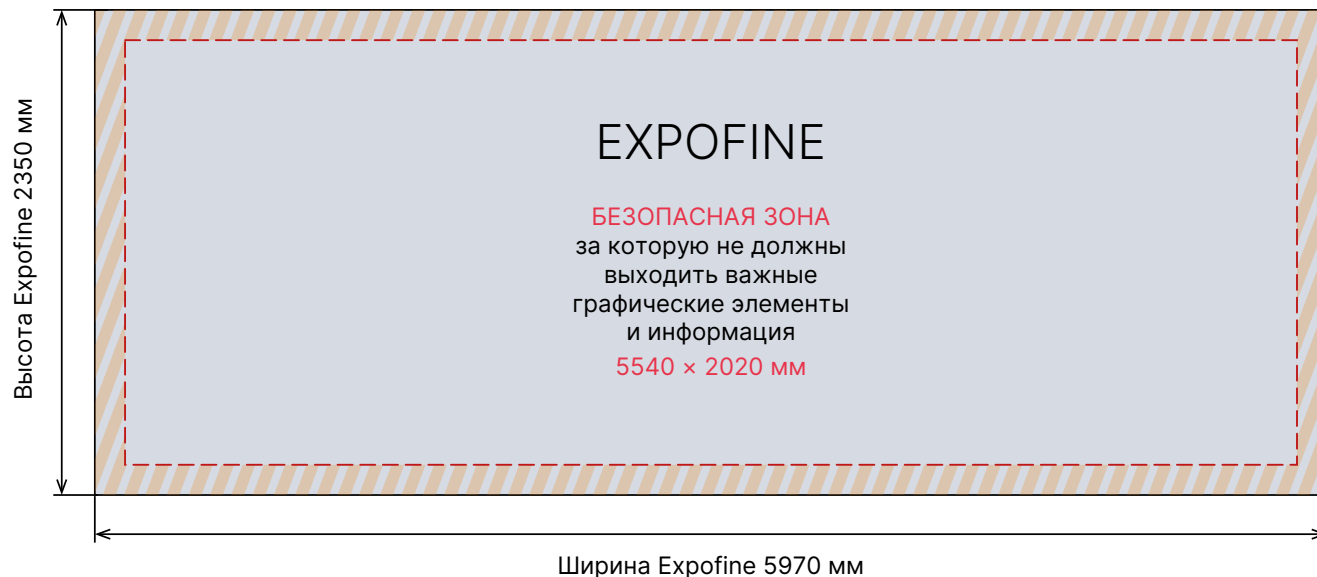 Высота Expofine 2350 мм
EXPOFINE
БЕЗОПАСНАЯ ЗОНА
за которую не должны
выходить важные
графические элементы
и информация
5540 × 2020 мм
Ширина Expofine 5970 мм